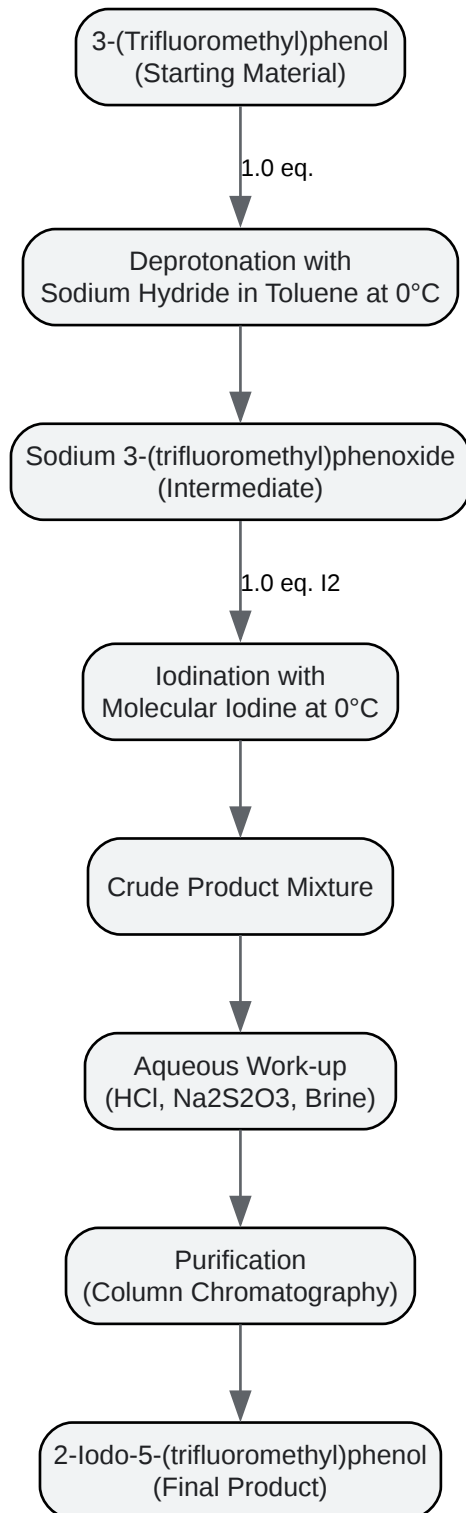 3-(Trifluoromethyl)phenol
(Starting Material)
1.0 eq.
Deprotonation with
Sodium Hydride in Toluene at 0°C
Sodium 3-(trifluoromethyl)phenoxide
(Intermediate)
1.0 eq. I2
Iodination with
Molecular Iodine at 0°C
Crude Product Mixture
Aqueous Work-up
(HCl, Na2S2O3, Brine)
Purification
(Column Chromatography)
2-Iodo-5-(trifluoromethyl)phenol
(Final Product)